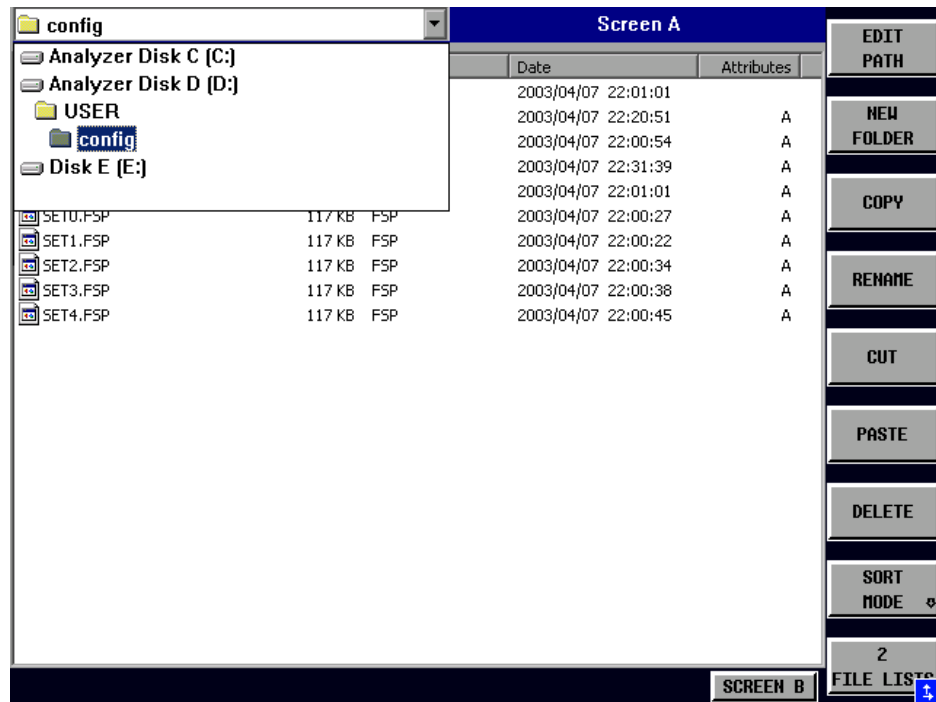 config
Screen A
Analyzer Disk C (C:)
Analyzer Disk D (D:)
USER
config
Disk E (E:)
Date Attributes
2003/04/07 22:01:01
2003/04/07 22:20:51 A
2003/04/07 22:00:54 A
2003/04/07 22:31:39 A
2003/04/07 22:01:01 A
SET0.FSP 117 KB FSP 2003/04/07 22:00:27 A
SET1.FSP 117 KB FSP 2003/04/07 22:00:22 A
SET2.FSP 117 KB FSP 2003/04/07 22:00:34 A
SET3.FSP 117 KB FSP 2003/04/07 22:00:38 A
SET4.FSP 117 KB FSP 2003/04/07 22:00:45 A
EDIT
PATH
NEW
FOLDER
COPY
RENAME
CUT
PASTE
DELETE
SORT
MODE
2
FILE LISTS
SCREEN B